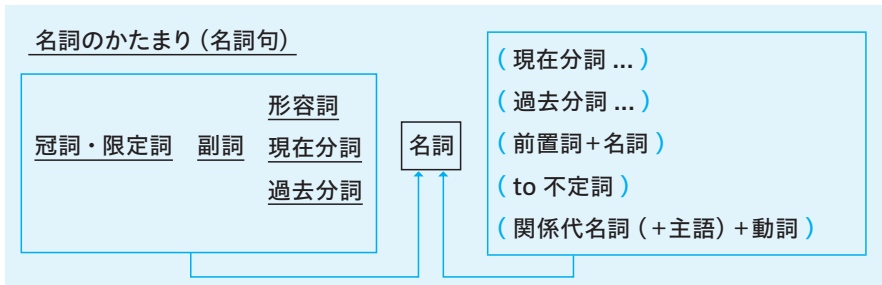 名詞のかたまり（名詞句）
冠詞・限定詞 副詞 形容詞
現在分詞
過去分詞
名詞
( 現在分詞 ... )
( 過去分詞 ... )
( 前置詞＋名詞 )
( to 不定詞 )
( 関係代名詞（＋主語）＋動詞 )